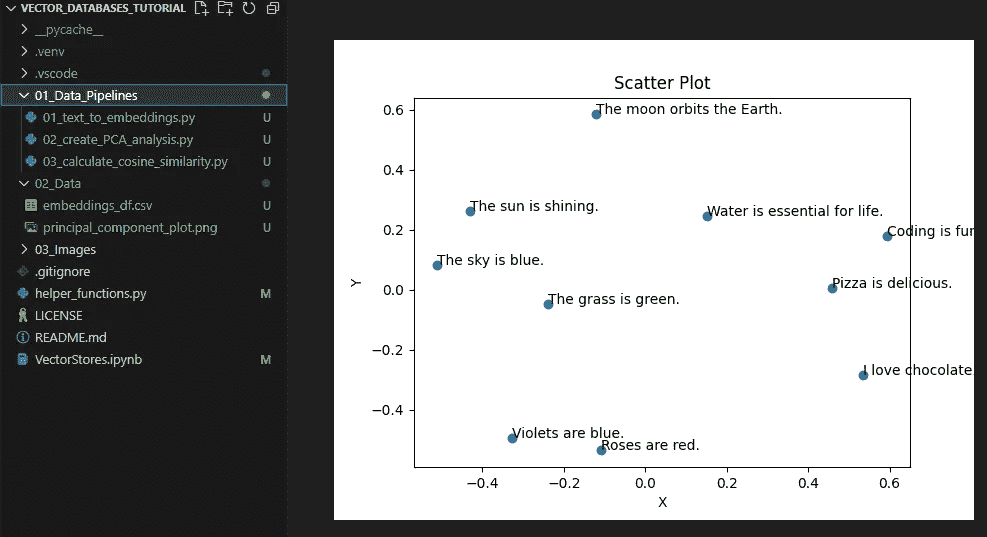 VECTOR_DATABASES_TUTORIAL
__pycache__
.venv
.vscode
01_Data_Pipelines
01_text_to_embeddings.py U
02_create_PCA_analysis.py U
03_calculate_cosine_similarity.py U
02_Data
embeddings_df.csv U
principal_component_plot.png U
03_Images
.gitignore
helper_functions.py M
LICENSE
README.md
VectorStores.ipynb M
Scatter Plot
0.6
0.4
0.2
0.0
−0.2
−0.4
Y
The moon orbits the Earth.
The sun is shining.
Water is essential for life.
Coding is fun
The sky is blue.
Pizza is delicious.
The grass is green.
I love chocolate
Violets are blue.
Roses are red.
−0.4 −0.2 0.0 0.2 0.4 0.6
X